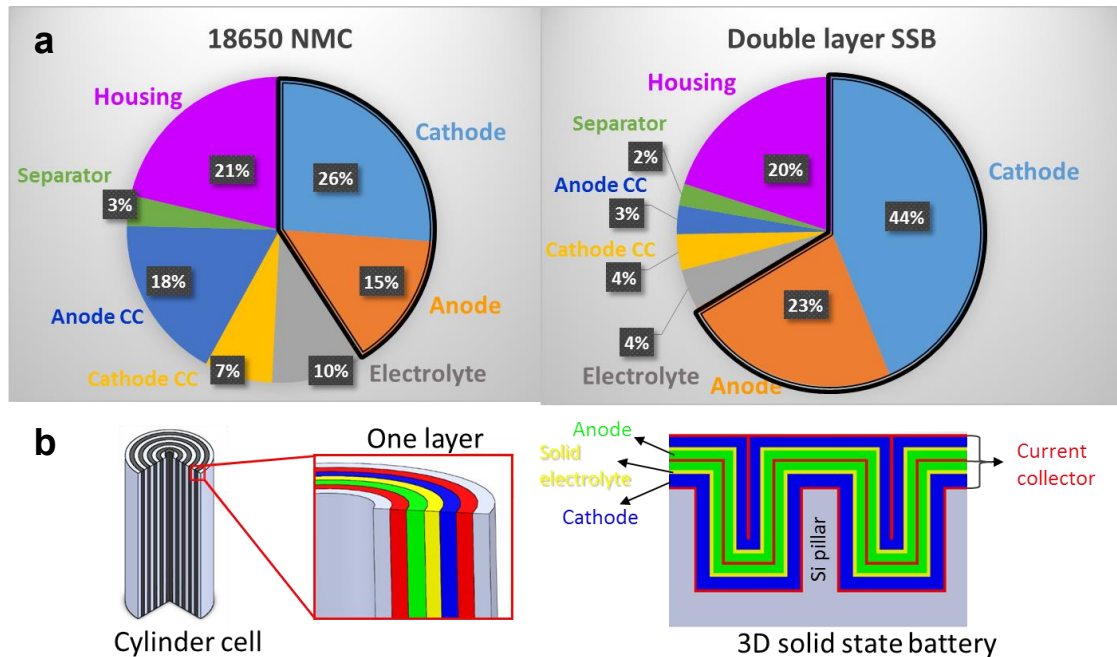 a
18650 NMC
Housing
Cathode
Separator
21%
26%
3%
18%
15%
Anode CC
Anode
Cathode CC
7%
10%
Electrolyte
Double layer SSB
Housing
Separator
Cathode
2%
20%
Anode CC
3%
44%
Cathode CC
4%
23%
4%
Electrolyte
Anode
b
One layer
Cylinder cell
Anode
Solid
electrolyte
Cathode
Current
collector
Si pillar
3D solid state battery